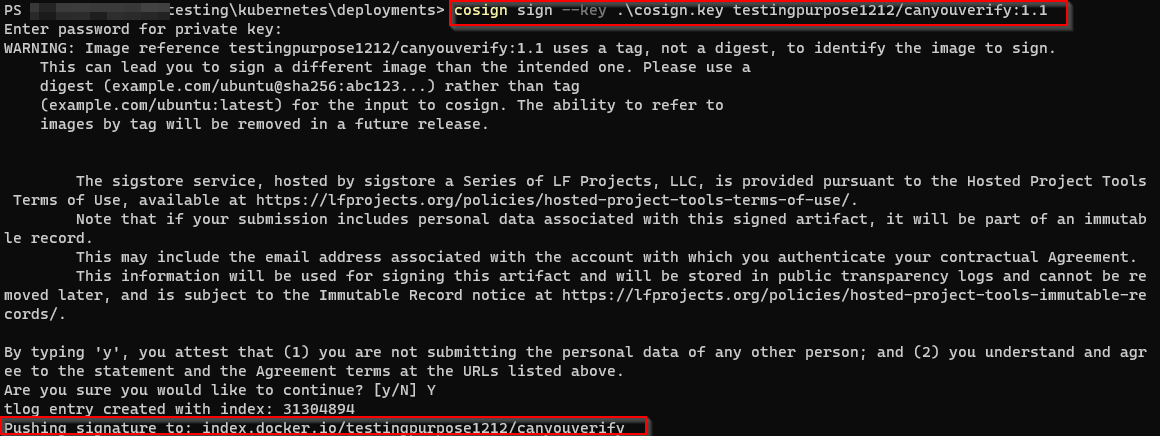 PS testing\kubernetes\deployments> cosign sign --key .\cosign.key testingpurpose1212/canyouverify:1.1
Enter password for private key:
WARNING: Image reference testingpurpose1212/canyouverify:1.1 uses a tag, not a digest, to identify the image to sign.
    This can lead you to sign a different image than the intended one. Please use a
    digest (example.com/ubuntu@sha256:abc123...) rather than tag
    (example.com/ubuntu:latest) for the input to cosign. The ability to refer to
    images by tag will be removed in a future release.
        The sigstore service, hosted by sigstore a Series of LF Projects, LLC, is provided pursuant to the Hosted Project Tools
 Terms of Use, available at https://lfprojects.org/policies/hosted-project-tools-terms-of-use/.
        Note that if your submission includes personal data associated with this signed artifact, it will be part of an immutab
le record.
        This may include the email address associated with the account with which you authenticate your contractual Agreement.
        This information will be used for signing this artifact and will be stored in public transparency logs and cannot be re
moved later, and is subject to the Immutable Record notice at https://lfprojects.org/policies/hosted-project-tools-immutable-re
cords/.
By typing 'y', you attest that (1) you are not submitting the personal data of any other person; and (2) you understand and agr
ee to the statement and the Agreement terms at the URLs listed above.
Are you sure you would like to continue? [y/N] Y
tlog entry created with index: 31304894
Pushing signature to: index.docker.io/testingpurpose1212/canyouverify